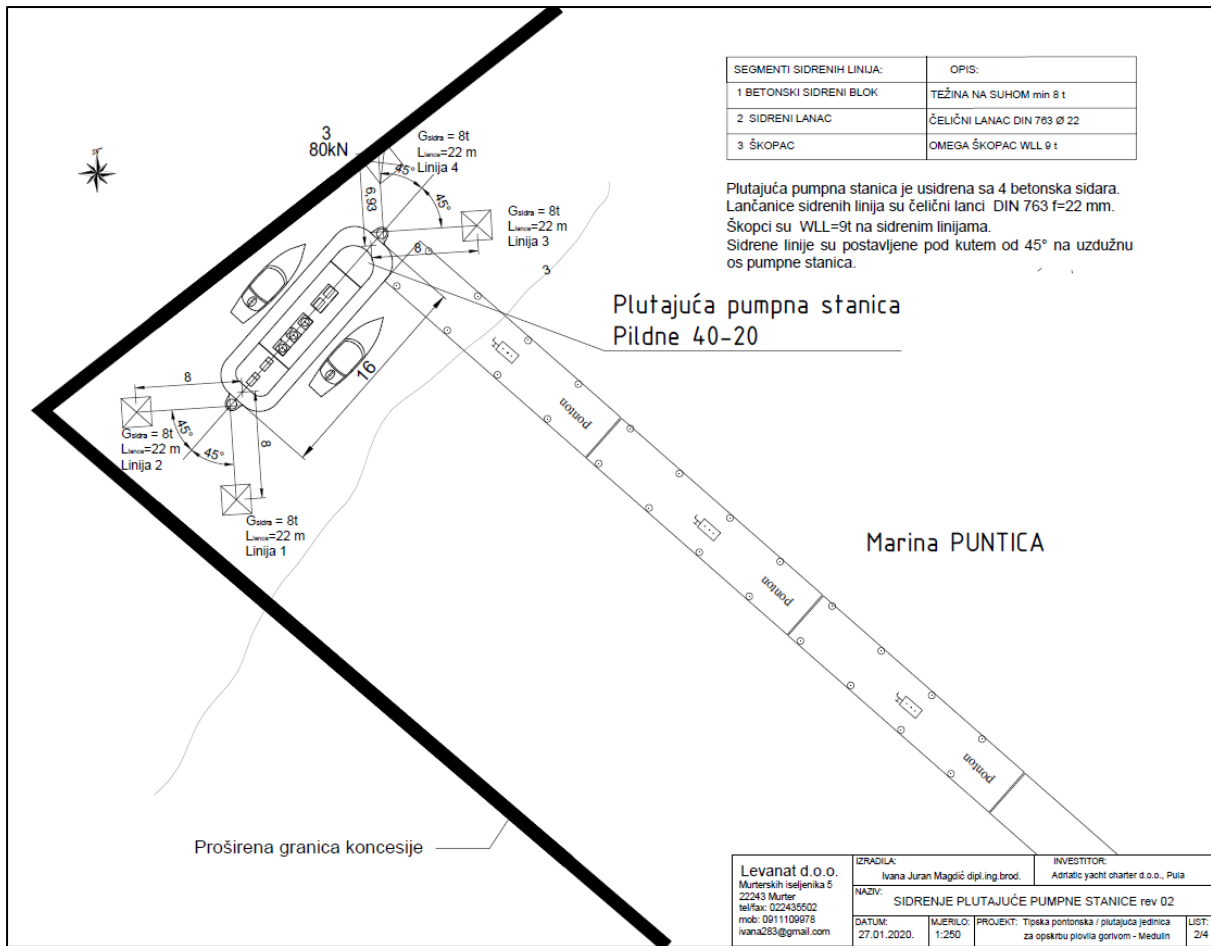 SEGMENTI SIDRENIH LINIJA: OPIS:
1 BETONSKI SIDRENI BLOK TEŽINA NA SUHOM min 8 t
2 SIDRENI LANAC ČELIČNI LANAC DIN 763 Ø 22
3 ŠKOPAC OMEGA ŠKOPAC WLL 9 t
Plutajuća pumpna stanica je usidrena sa 4 betonska sidara.
Lančanice sidrenih linija su čelični lanci DIN 763 f=22 mm.
Škopci su WLL=9t na sidrenim linijama.
Sidrene linije su postavljene pod kutem od 45° na uzdužnu
os pumpne stanica.
3
80kN
Gsidra = 8t
Llanca=22 m
Linija 4
45°
45°
6,93
Gsidra = 8t
Llanca=22 m
Linija 3
8
3
Plutajuća pumpna stanica
Pildne 40-20
16
8
45°
45°
8
Gsidra = 8t
Llanca=22 m
Linija 2
Gsidra = 8t
Llanca=22 m
Linija 1
ponton
ponton
ponton
Marina PUNTICA
Proširena granica koncesije
Levanat d.o.o.
Murterskih iseljenika 5
22243 Murter
tel/fax: 022435502
mob: 0911109978
ivana283@gmail.com
IZRADILA:
Ivana Juran Magdić dipl.ing.brod.
INVESTITOR:
Adriatic yacht charter d.o.o., Pula
NAZIV:
SIDRENJE PLUTAJUĆE PUMPNE STANICE rev 02
DATUM:
27.01.2020.
MJERILO:
1:250
PROJEKT: Tipska pontonska / plutajuća jedinica
za opskrbu plovila gorivom - Medulin
LIST:
2/4